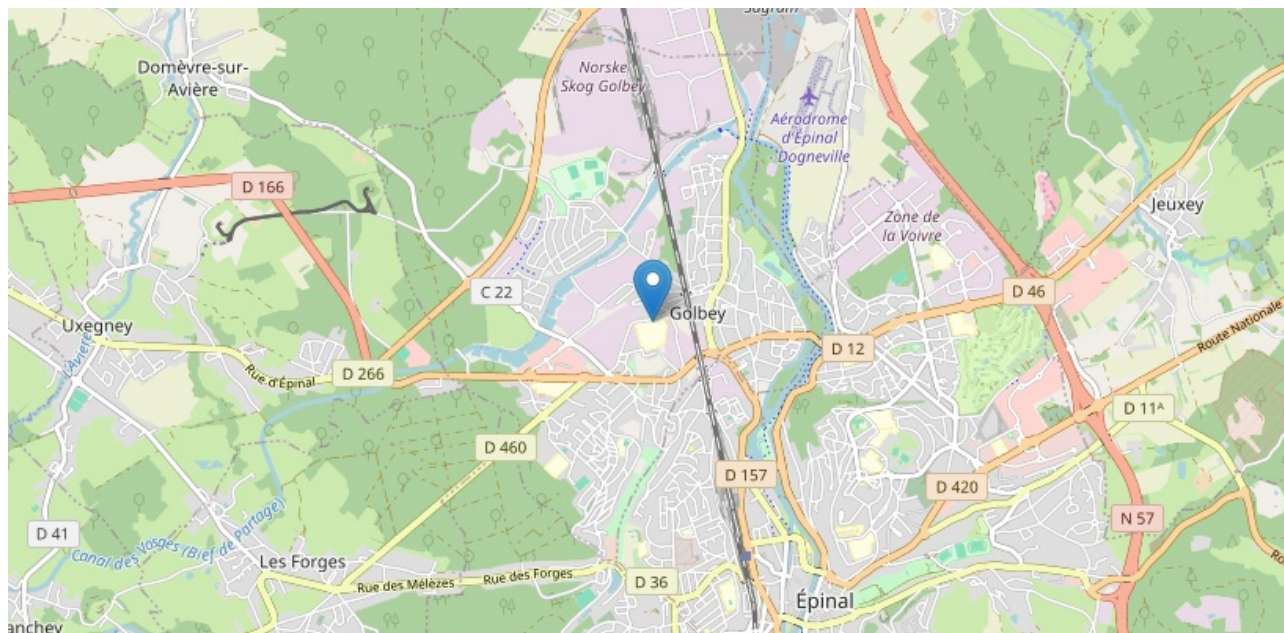 Sagram
Domèvre-sur-
Avière
Norske
Skog Golbey
Aérodrome
d'Épinal
Dogneville
D 166
Zone de
la Voivre
Jeuxey
C 22
D 46
Golbey
Uxegney
l'Avière
Rue d'Épinal
D 266
D 12
Route Nationale
D 11ᴬ
D 460
D 157
D 420
N 57
D 41
Canal des Vosges (Bief de Partage)
Les Forges
Rue des Mélèzes
Rue des Forges
D 36
Épinal
anchey